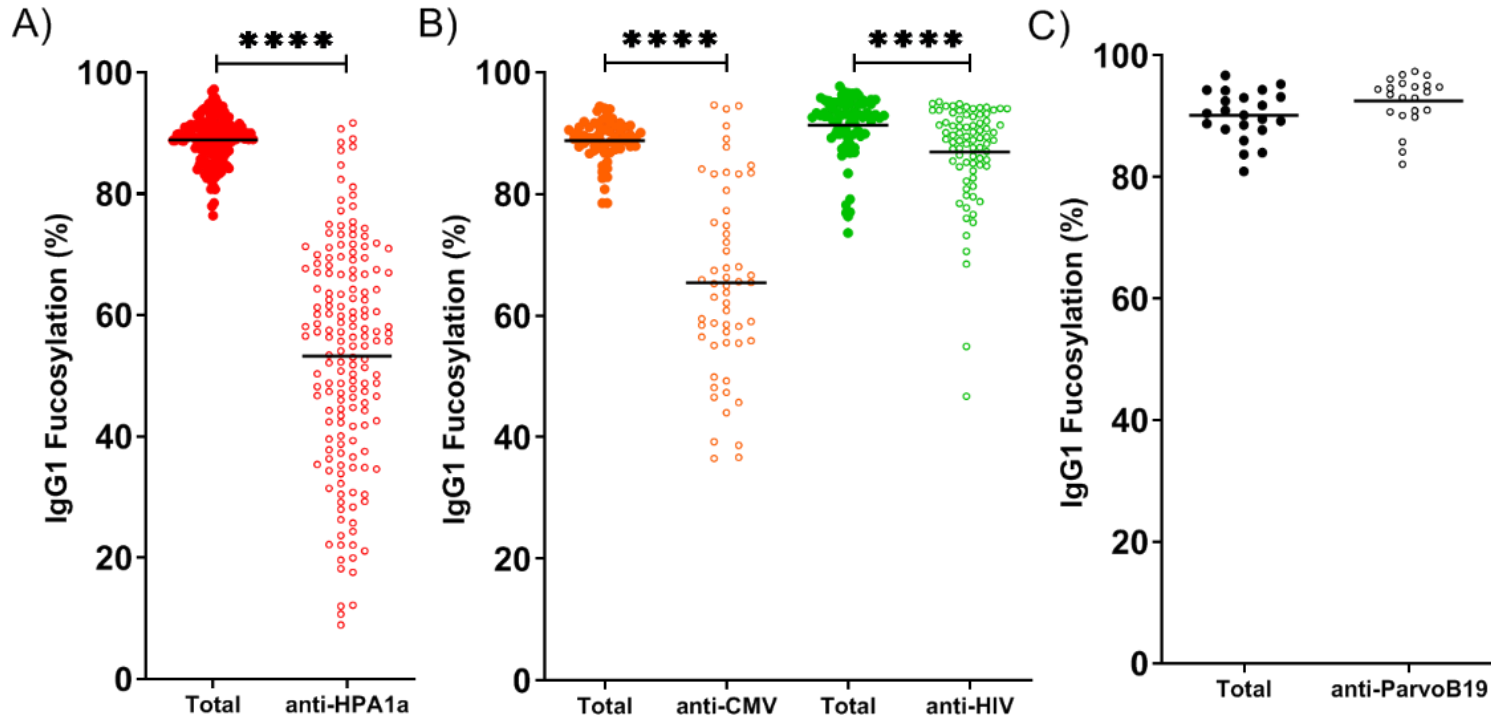 A)
****
IgG1 Fucosylation (%)
100
80
60
40
20
0
Total
anti-HPA1a
B)
****
****
IgG1 Fucosylation (%)
100
80
60
40
20
0
Total
anti-CMV
Total
anti-HIV
C)
IgG1 Fucosylation (%)
100
80
60
40
20
0
Total
anti-ParvoB19